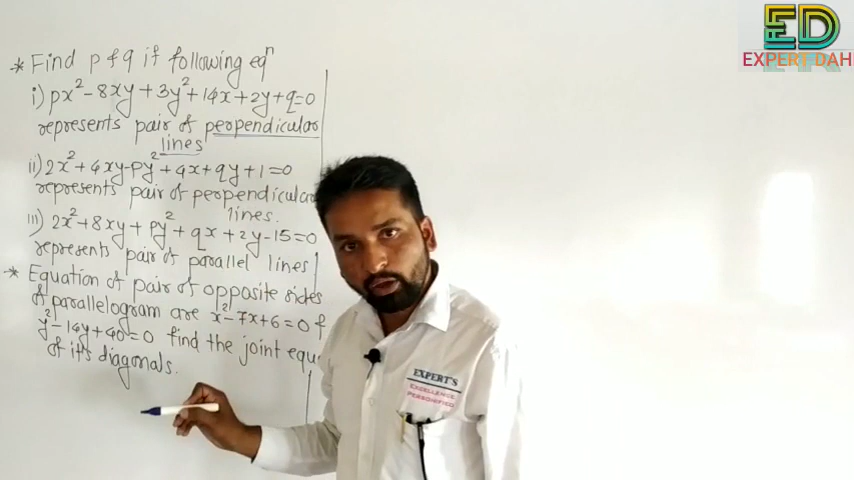 * Find p & q if following eqⁿ
i) px² - 8xy + 3y² + 14x + 2y + q = 0
represents pair of perpendicular
lines
ii) 2x² + 4xy - py² + 4x + qy + 1 = 0
represents pair of perpendicular
lines.
iii) 2x² + 8xy + py² + qx + 2y - 15 = 0
represents pair of parallel lines
* Equation of pair of opposite sides
of parallelogram are x² - 7x + 6 = 0 &
y² - 14y + 40 = 0 find the joint equ
of it's diagonals.
ED
EXPERT DAH
EXPERT'S
EXCELLENCE
PERSONIFIED